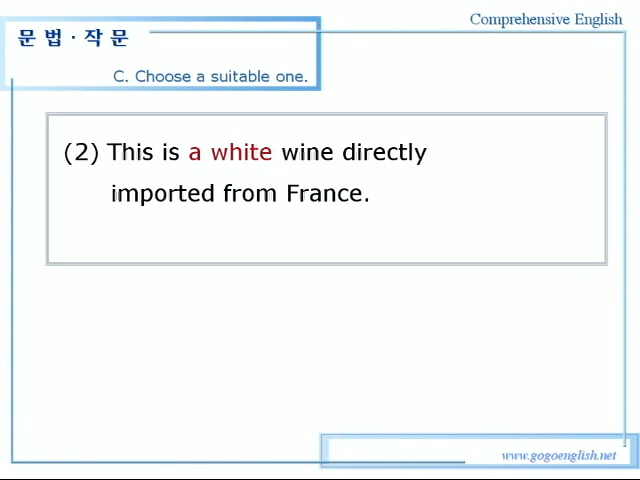 Comprehensive English
문 법 · 작 문
C. Choose a suitable one.
(2) This is a white wine directly
imported from France.
www.gogoenglish.net